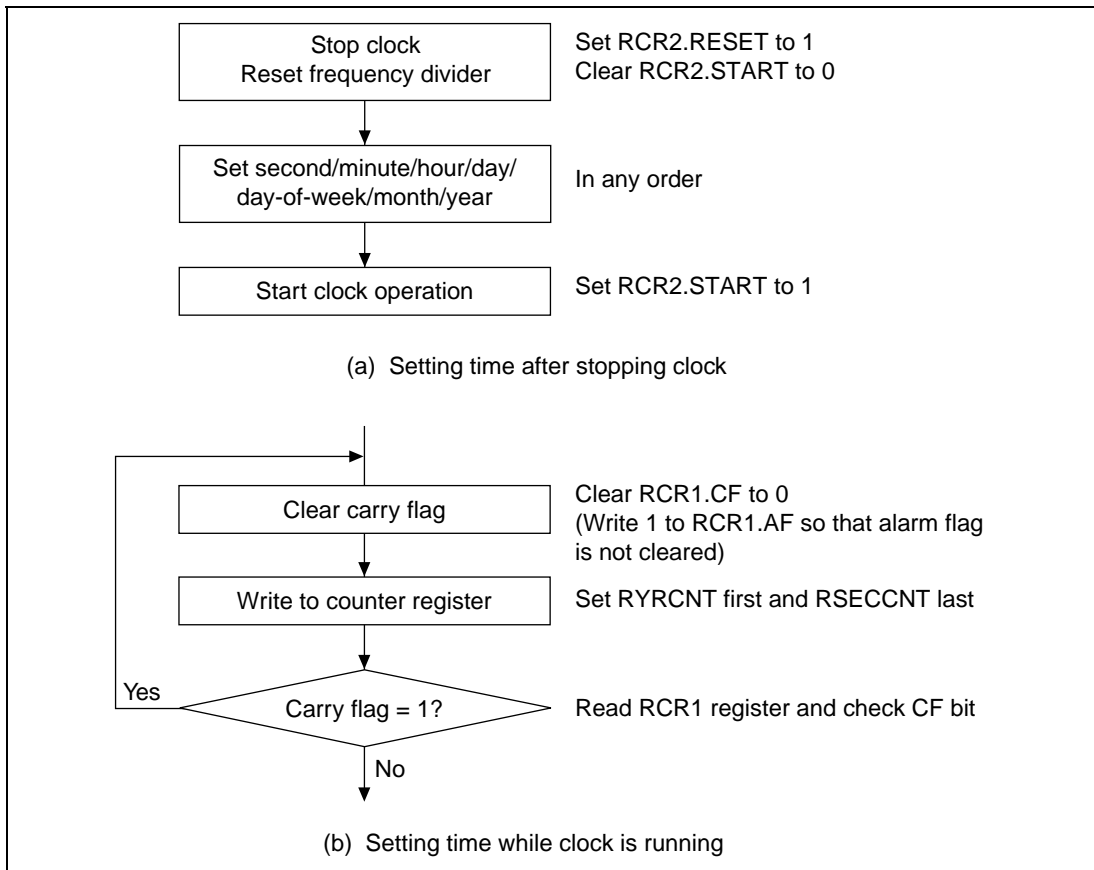 Stop clock
Reset frequency divider
Set RCR2.RESET to 1
Clear RCR2.START to 0
Set second/minute/hour/day/
day-of-week/month/year
In any order
Start clock operation
Set RCR2.START to 1
(a) Setting time after stopping clock
Clear carry flag
Clear RCR1.CF to 0
(Write 1 to RCR1.AF so that alarm flag
is not cleared)
Write to counter register
Set RYRCNT first and RSECCNT last
Yes
Carry flag = 1?
Read RCR1 register and check CF bit
No
(b) Setting time while clock is running